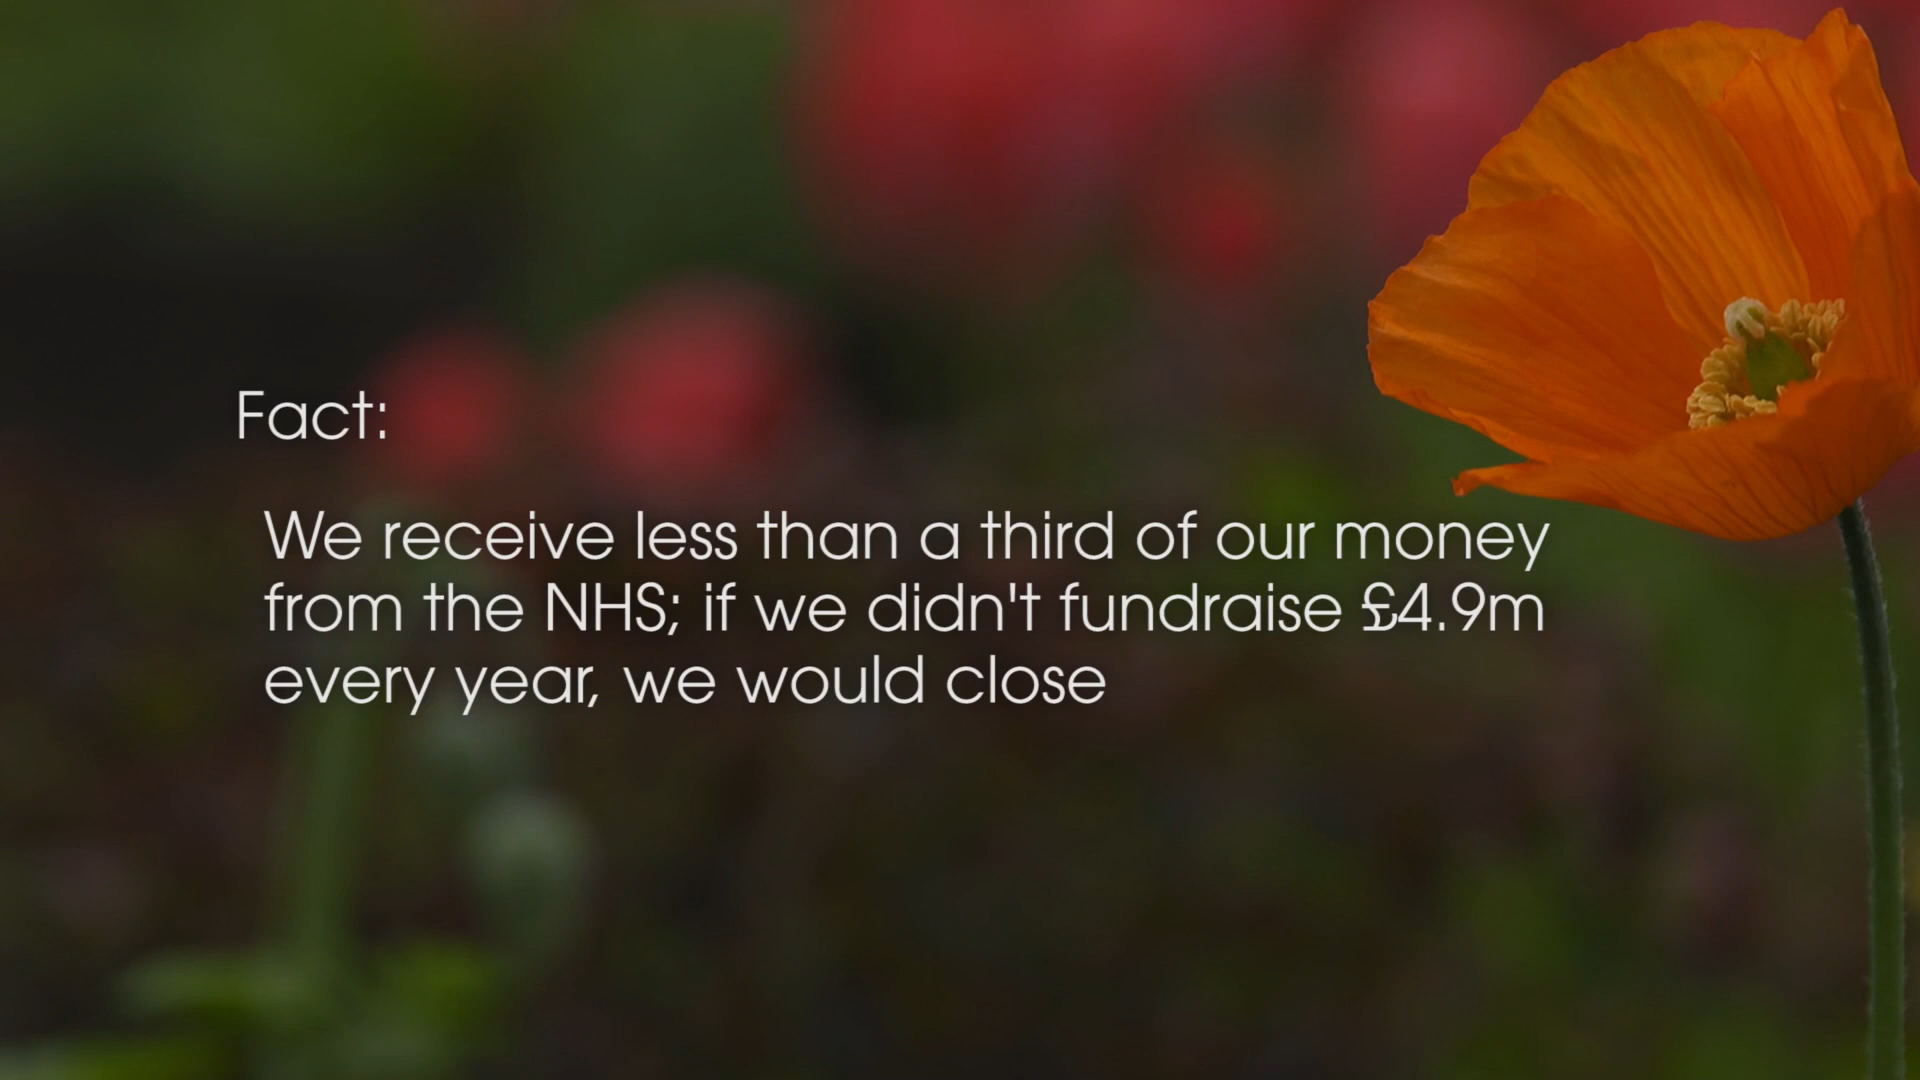 Fact:
We receive less than a third of our money
from the NHS; if we didn't fundraise £4.9m
every year, we would close